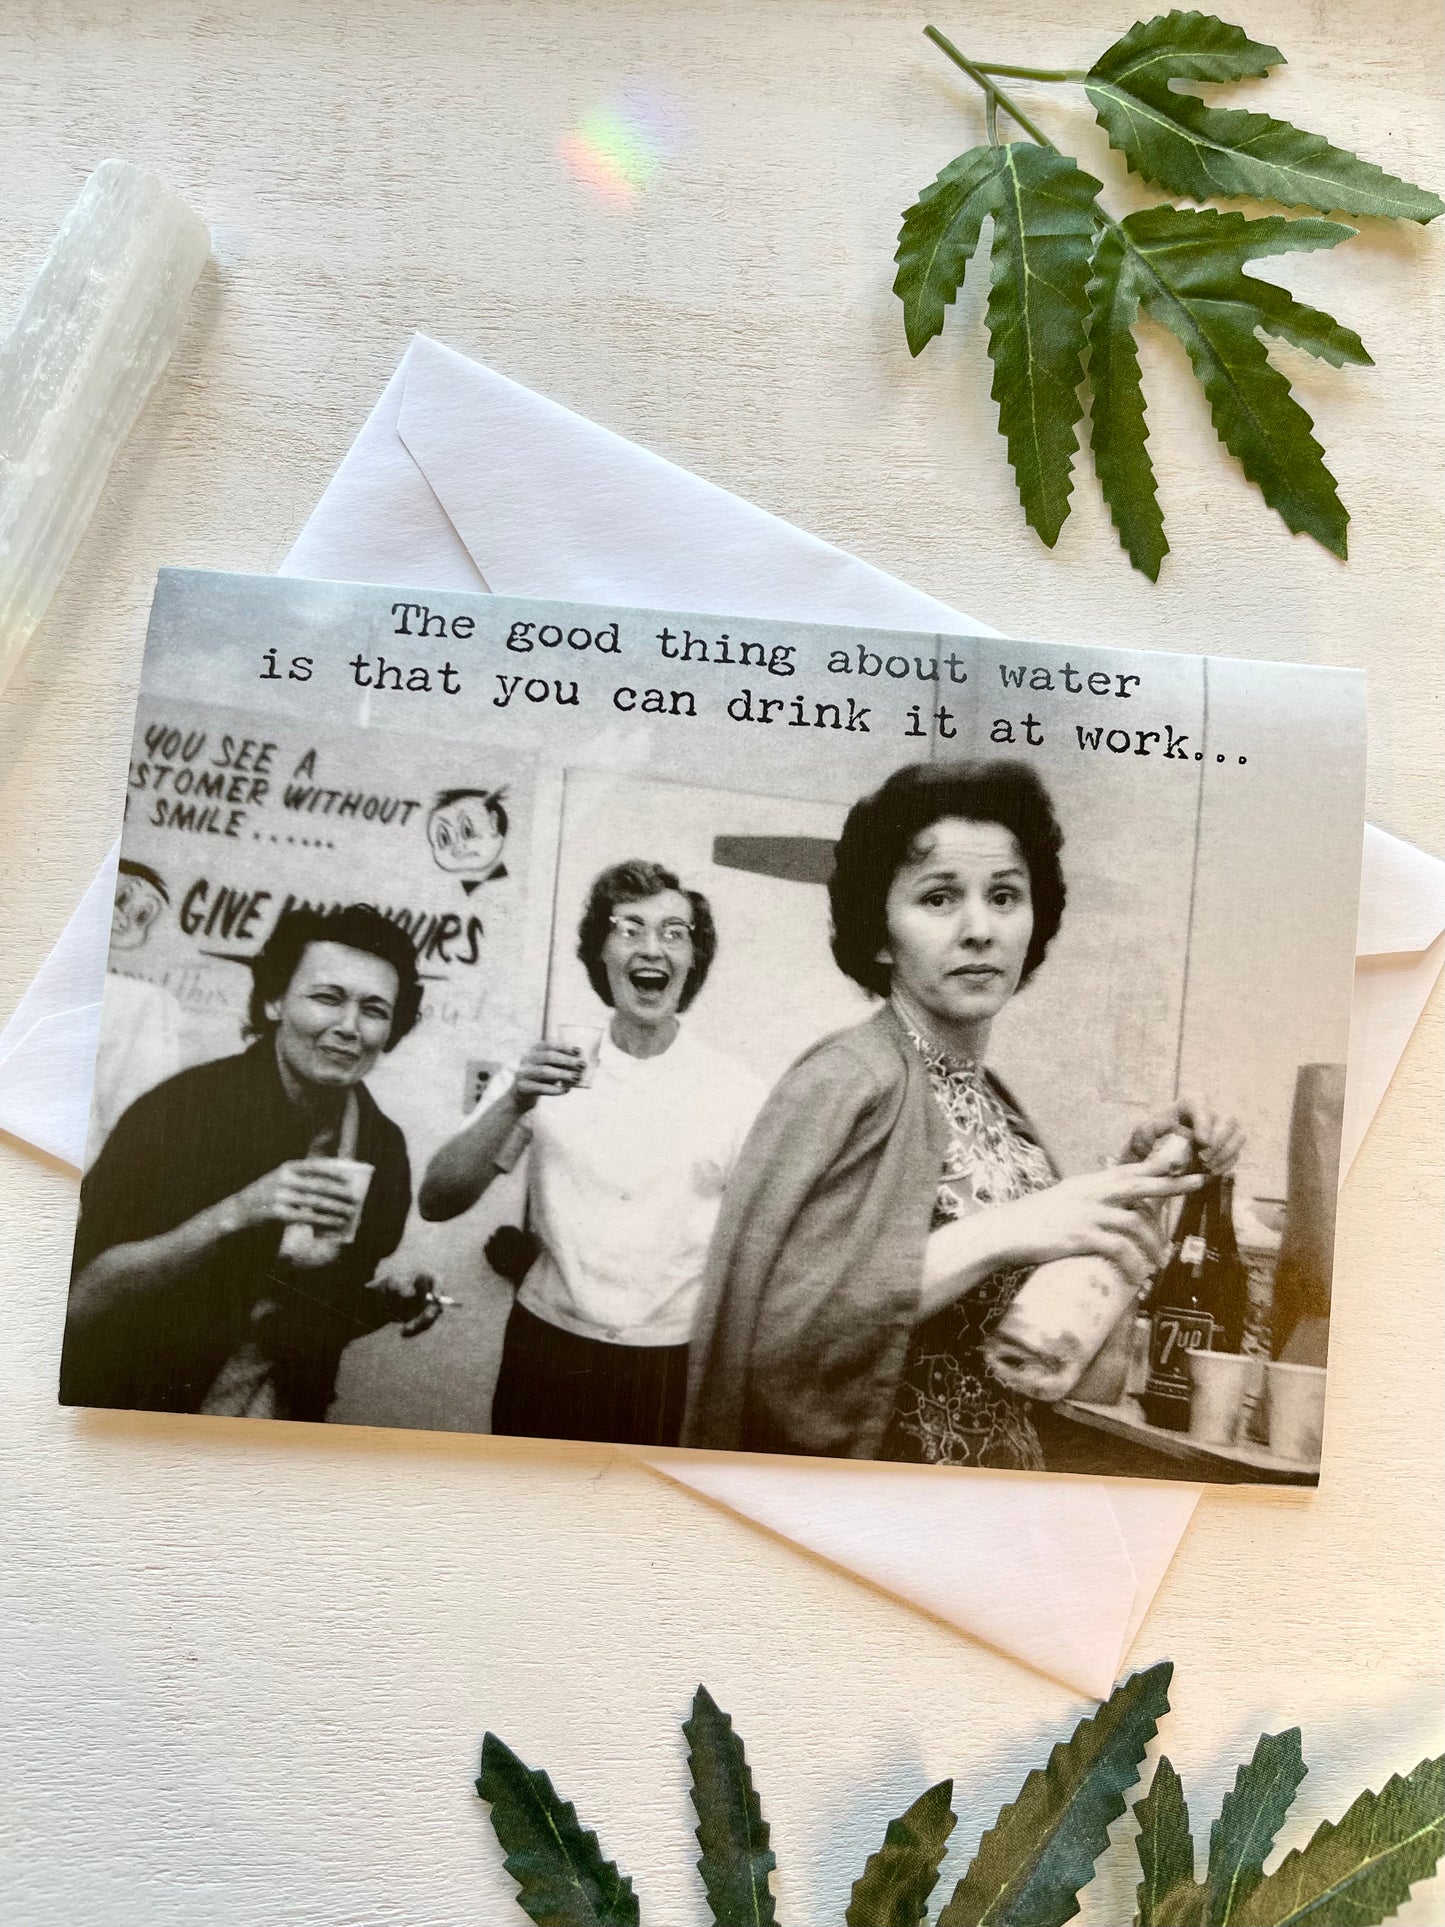 The good thing about water
is that you can drink it at work...
YOU SEE A
STOMER WITHOUT
SMILE......
GIVE
OURS
7up